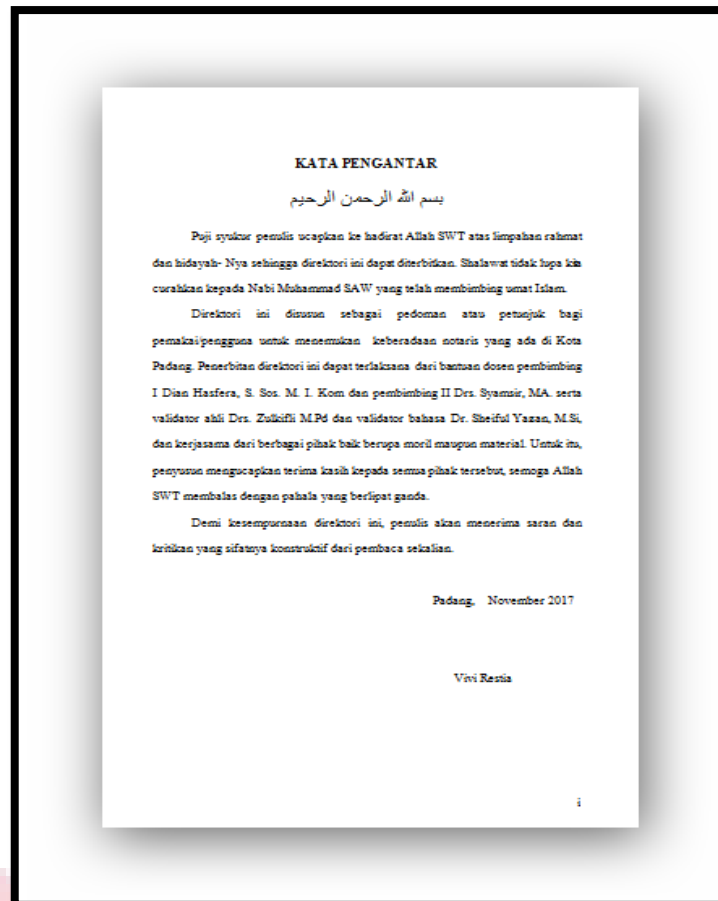 KATA PENGANTAR
بسم الله الرحمن الرحيم
Puji syukur penulis ucapkan ke hadirat Allah SWT atas limpahan rahmat
dan hidayah- Nya sehingga direktori ini dapat diterbitkan. Shalawat tidak lupa kita
curahkan kepada Nabi Muhammad SAW yang telah membimbing umat Islam.
Direktori ini disusun sebagai pedoman atau petunjuk bagi
pemakai/pengguna untuk menemukan keberadaan notaris yang ada di Kota
Padang. Penerbitan direktori ini dapat terlaksana dari bantuan dosen pembimbing
I Dian Hasfera, S. Sos. M. I. Kom dan pembimbing II Drs. Syamsir, MA. serta
validator ahli Drs. Zulkifli M.Pd dan validator bahasa Dr. Sheiful Yazan, M.Si,
dan kerjasama dari berbagai pihak baik berupa moril maupun material. Untuk itu,
penyusun mengucapkan terima kasih kepada semua pihak tersebut, semoga Allah
SWT membalas dengan pahala yang berlipat ganda.
Demi kesempurnaan direktori ini, penulis akan menerima saran dan
kritikan yang sifatnya konstruktif dari pembaca sekalian.
Padang, November 2017
Vivi Restia
i